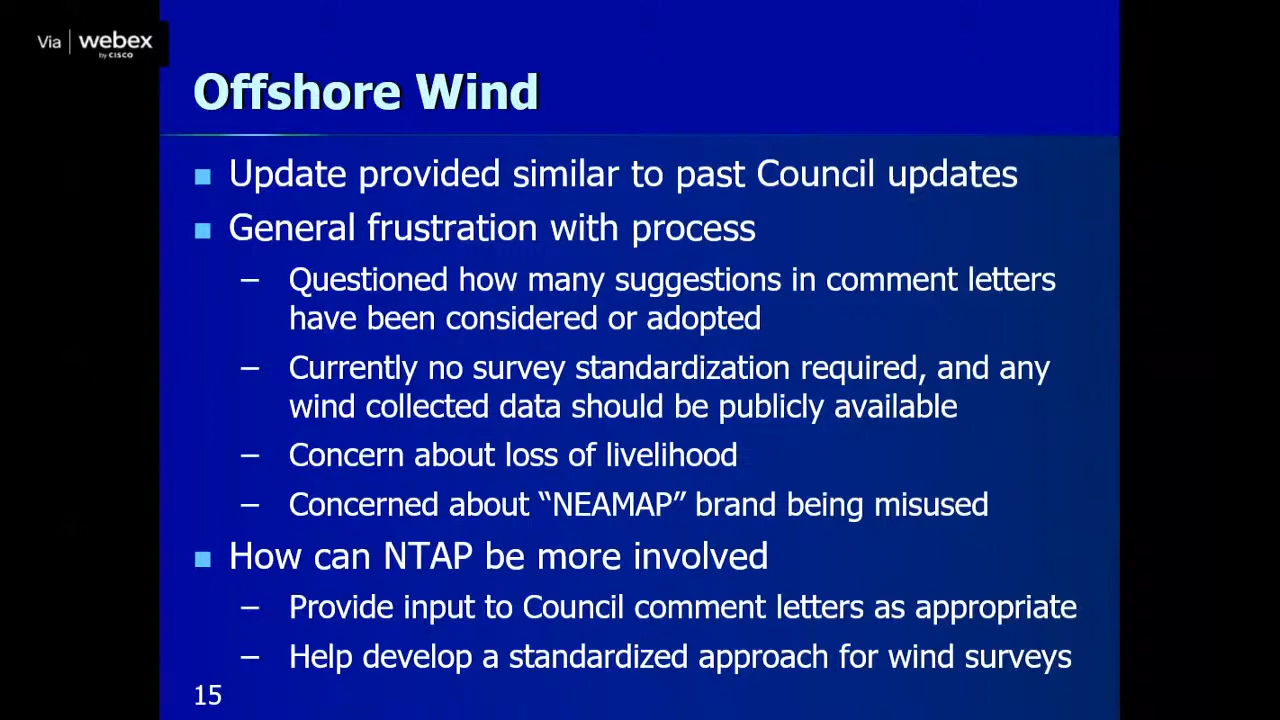 Via | webex
by CISCO
Offshore Wind
Update provided similar to past Council updates
General frustration with process
– Questioned how many suggestions in comment letters
have been considered or adopted
– Currently no survey standardization required, and any
wind collected data should be publicly available
– Concern about loss of livelihood
– Concerned about “NEAMAP” brand being misused
How can NTAP be more involved
– Provide input to Council comment letters as appropriate
– Help develop a standardized approach for wind surveys
15